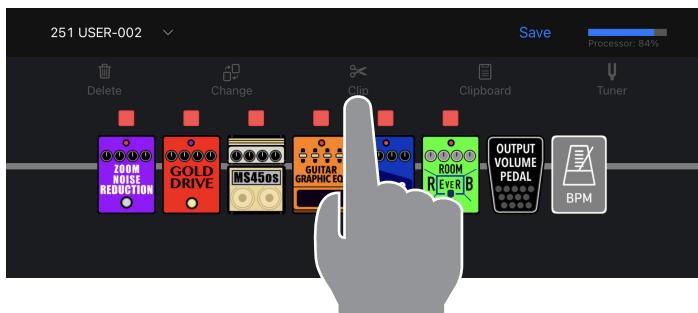 251 USER-002
Save
Processor: 84%
Delete
Change
Clip
Clipboard
Tuner
ZOOM
NOISE
REDUCTION
GOLD
DRIVE
MS45os
GUITAR
GRAPHIC EQ
ROOM
REVERB
OUTPUT
VOLUME
PEDAL
BPM